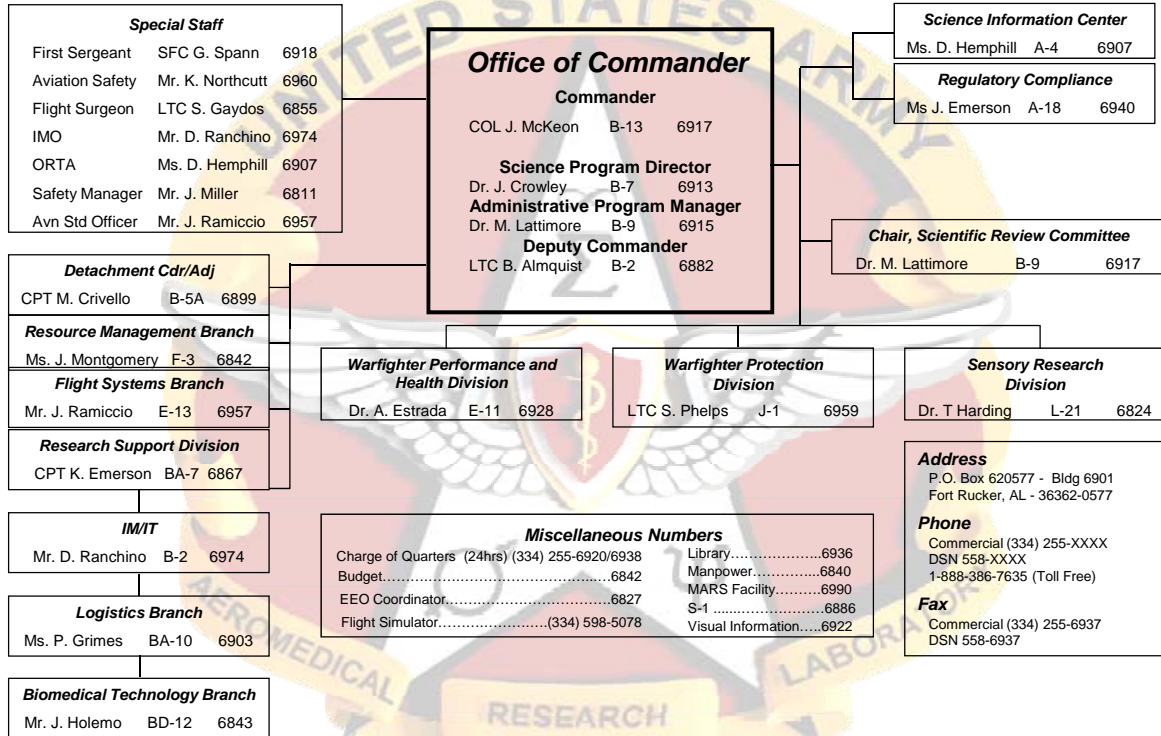 Special Staff
First Sergeant SFC G. Spann 6918
Aviation Safety Mr. K. Northcutt 6960
Flight Surgeon LTC S. Gaydos 6855
IMO Mr. D. Ranchino 6974
ORTA Ms. D. Hemphill 6907
Safety Manager Mr. J. Miller 6811
Avn Std Officer Mr. J. Ramiccio 6957
Office of Commander
Commander
COL J. McKeon B-13 6917
Science Program Director
Dr. J. Crowley B-7 6913
Administrative Program Manager
Dr. M. Lattimore B-9 6915
Deputy Commander
LTC B. Almquist B-2 6882
Science Information Center
Ms. D. Hemphill A-4 6907
Regulatory Compliance
Ms J. Emerson A-18 6940
Chair, Scientific Review Committee
Dr. M. Lattimore B-9 6917
Detachment Cdr/Adj
CPT M. Crivello B-5A 6899
Resource Management Branch
Ms. J. Montgomery F-3 6842
Flight Systems Branch
Mr. J. Ramiccio E-13 6957
Research Support Division
CPT K. Emerson BA-7 6867
IM/IT
Mr. D. Ranchino B-2 6974
Logistics Branch
Ms. P. Grimes BA-10 6903
Biomedical Technology Branch
Mr. J. Holemo BD-12 6843
Warfighter Performance and
Health Division
Dr. A. Estrada E-11 6928
Warfighter Protection
Division
LTC S. Phelps J-1 6959
Sensory Research
Division
Dr. T Harding L-21 6824
Miscellaneous Numbers
Charge of Quarters (24hrs) (334) 255-6920/6938
Budget.......................................6842
EEO Coordinator.................................6827
Flight Simulator.......................(334) 598-5078
Library...................6936
Manpower..............6840
MARS Facility.........6990
S-1 .......................6886
Visual Information.....6922
Address
P.O. Box 620577 - Bldg 6901
Fort Rucker, AL - 36362-0577
Phone
Commercial (334) 255-XXXX
DSN 558-XXXX
1-888-386-7635 (Toll Free)
Fax
Commercial (334) 255-6937
DSN 558-6937
UNITED STATES ARMY
AEROMEDICAL RESEARCH LABORATORY
Σ
Ψ